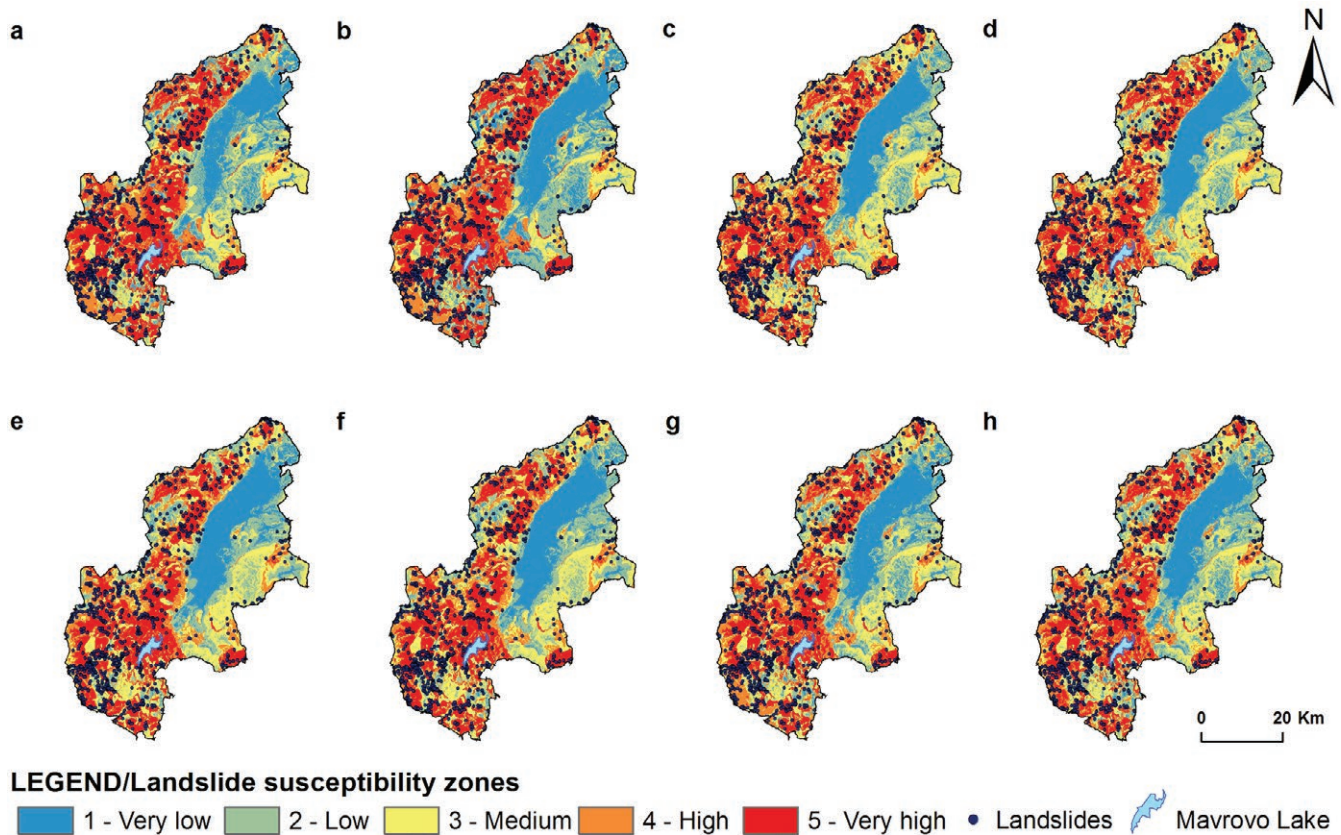 a b c d N
e f g h
0 20 Km
LEGEND/Landslide susceptibility zones
1 - Very low 2 - Low 3 - Medium 4 - High 5 - Very high Landslides Mavrovo Lake